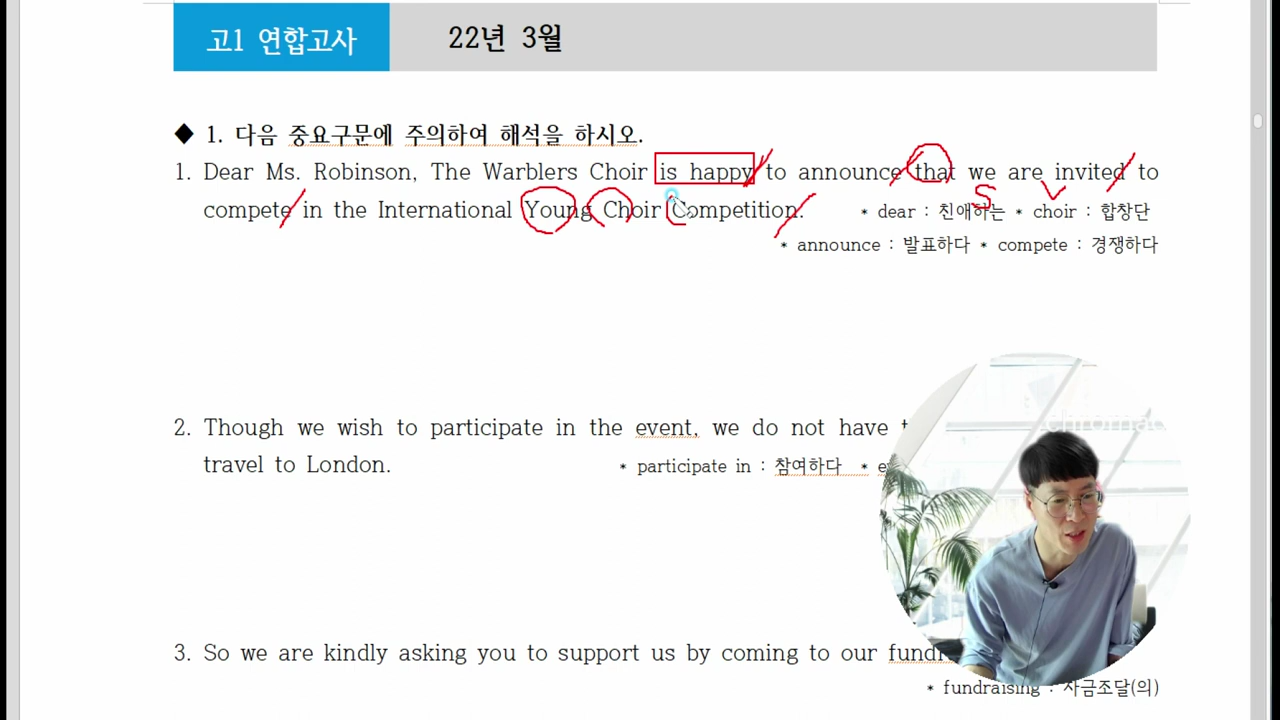 고1 연합고사 22년 3월
◆ 1. 다음 중요구문에 주의하여 해석을 하시오.
1. Dear Ms. Robinson, The Warblers Choir is happy to announce that we are invited to
compete in the International Young Choir Competition. * dear : 친애하는 * choir : 합창단
S V
* announce : 발표하다 * compete : 경쟁하다
2. Though we wish to participate in the event, we do not have
travel to London. * participate in : 참여하다 *
3. So we are kindly asking you to support us by coming to our
* fundraising : 자금조달(의)